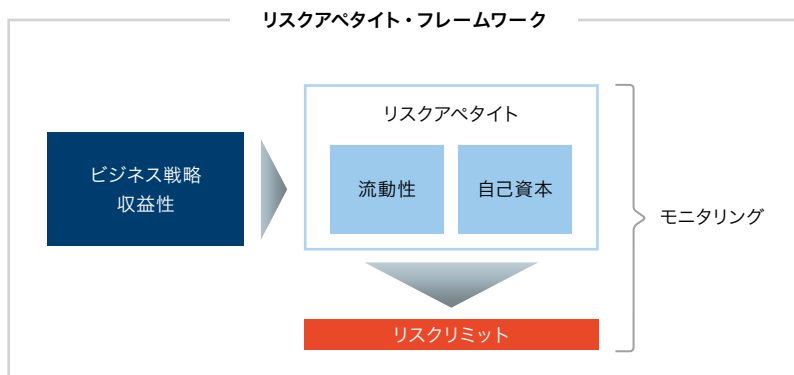 リスクアペタイト・フレームワーク
ビジネス戦略
収益性
リスクアペタイト
流動性
自己資本
モニタリング
リスクリミット